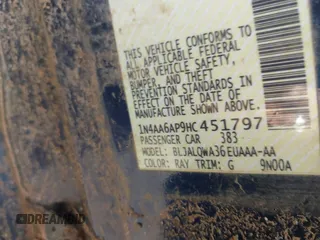 THIS VEHICLE CONFORMS TO ALL
APPLICABLE FEDERAL
MOTOR VEHICLE SAFETY,
BUMPER, AND THEFT
PREVENTION STANDARDS
IN EFFECT ON THE DATE OF
MANUFACTURE SHOWN ABOVE.
1N4AA6AP9HC451797
PASSENGER CAR 383
MODEL: BLJALQWA36EUAAA-AA
COLOR: RAY TRIM: G 9N00A
DREAMBID